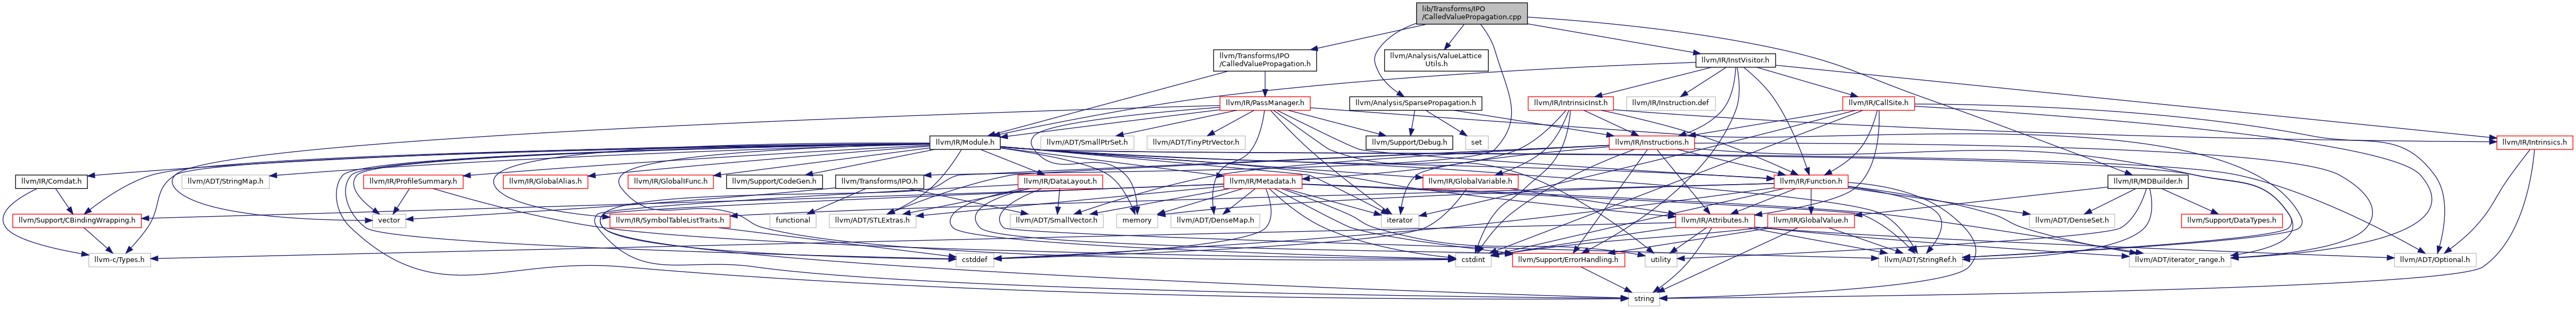 lib/Transforms/IPO
/CalledValuePropagation.cpp
llvm/Transforms/IPO
/CalledValuePropagation.h
llvm/Analysis/ValueLattice
Utils.h
llvm/IR/InstVisitor.h
llvm/IR/PassManager.h
llvm/Analysis/SparsePropagation.h
llvm/IR/IntrinsicInst.h
llvm/IR/Instruction.def
llvm/IR/CallSite.h
llvm/IR/Module.h
llvm/ADT/SmallPtrSet.h
llvm/ADT/TinyPtrVector.h
llvm/Support/Debug.h
set
llvm/IR/Instructions.h
llvm/IR/Intrinsics.h
llvm/IR/Comdat.h
llvm/ADT/StringMap.h
llvm/IR/ProfileSummary.h
llvm/IR/GlobalAlias.h
llvm/IR/GlobalIFunc.h
llvm/Support/CodeGen.h
llvm/Transforms/IPO.h
llvm/IR/DataLayout.h
llvm/IR/Metadata.h
llvm/IR/GlobalVariable.h
llvm/IR/Function.h
llvm/IR/MDBuilder.h
llvm/Support/CBindingWrapping.h
vector
llvm/IR/SymbolTableListTraits.h
functional
llvm/ADT/STLExtras.h
llvm/ADT/SmallVector.h
memory
llvm/ADT/DenseMap.h
iterator
llvm/IR/Attributes.h
llvm/IR/GlobalValue.h
llvm/ADT/DenseSet.h
llvm/Support/DataTypes.h
llvm-c/Types.h
cstddef
cstdint
llvm/Support/ErrorHandling.h
utility
llvm/ADT/StringRef.h
llvm/ADT/iterator_range.h
llvm/ADT/Optional.h
string